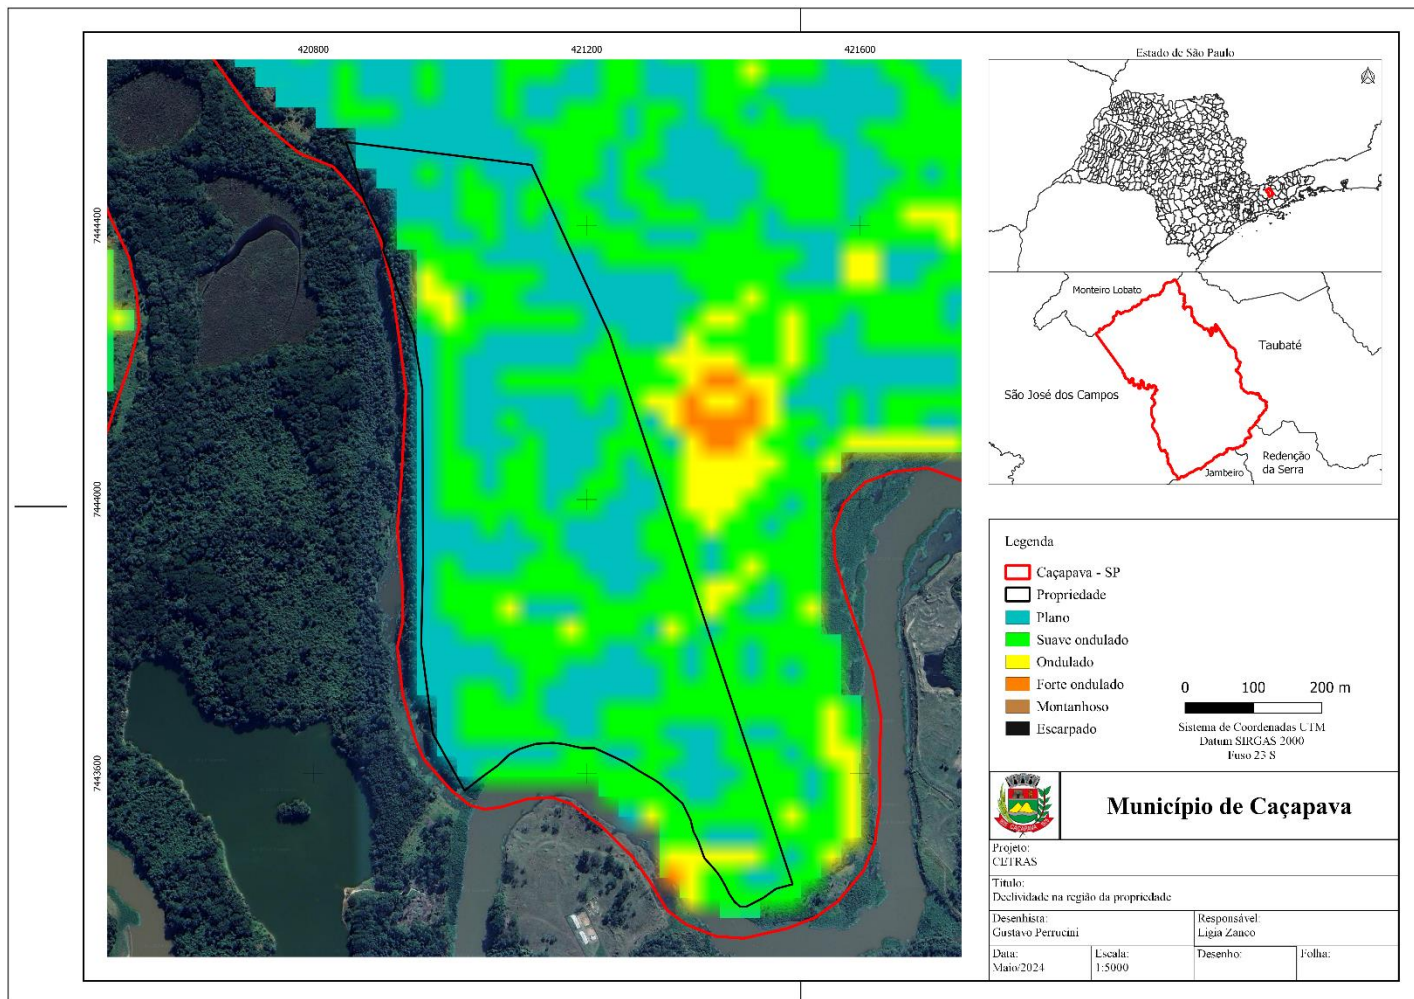 420800
421200
421600
7444400
7444000
7443600
Estado de São Paulo
Monteiro Lobato
Taubaté
São José dos Campos
Redenção
da Serra
Jambeiro
Legenda
Caçapava - SP
Propriedade
Plano
Suave ondulado
Ondulado
Forte ondulado
Montanhoso
Escarpado
0 100 200 m
Sistema de Coordenadas UTM
Datum SIRGAS 2000
Fuso 23 S
CAÇAPAVA
Município de Caçapava
Projeto:
CETRAS
Título:
Declividade na região da propriedade
Desenhista:
Gustavo Perrucini
Responsável:
Ligia Zanco
Data:
Maio/2024
Escala:
1:5000
Desenho:
Folha: